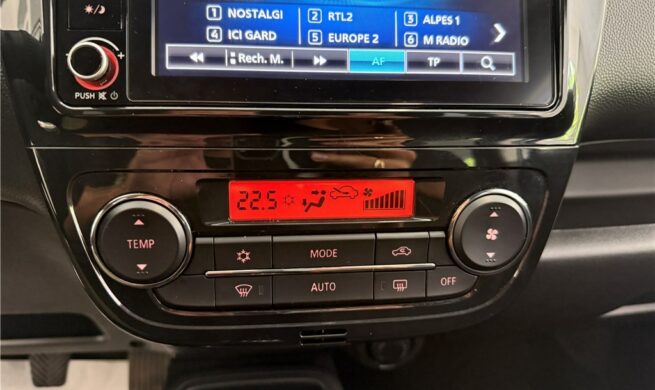 1 NOSTALGI 2 RTL2 3 ALPES 1
4 ICI GARD 5 EUROPE 2 6 M RADIO
Rech. M. AF TP
PUSH
22.5
TEMP
MODE
AUTO
OFF